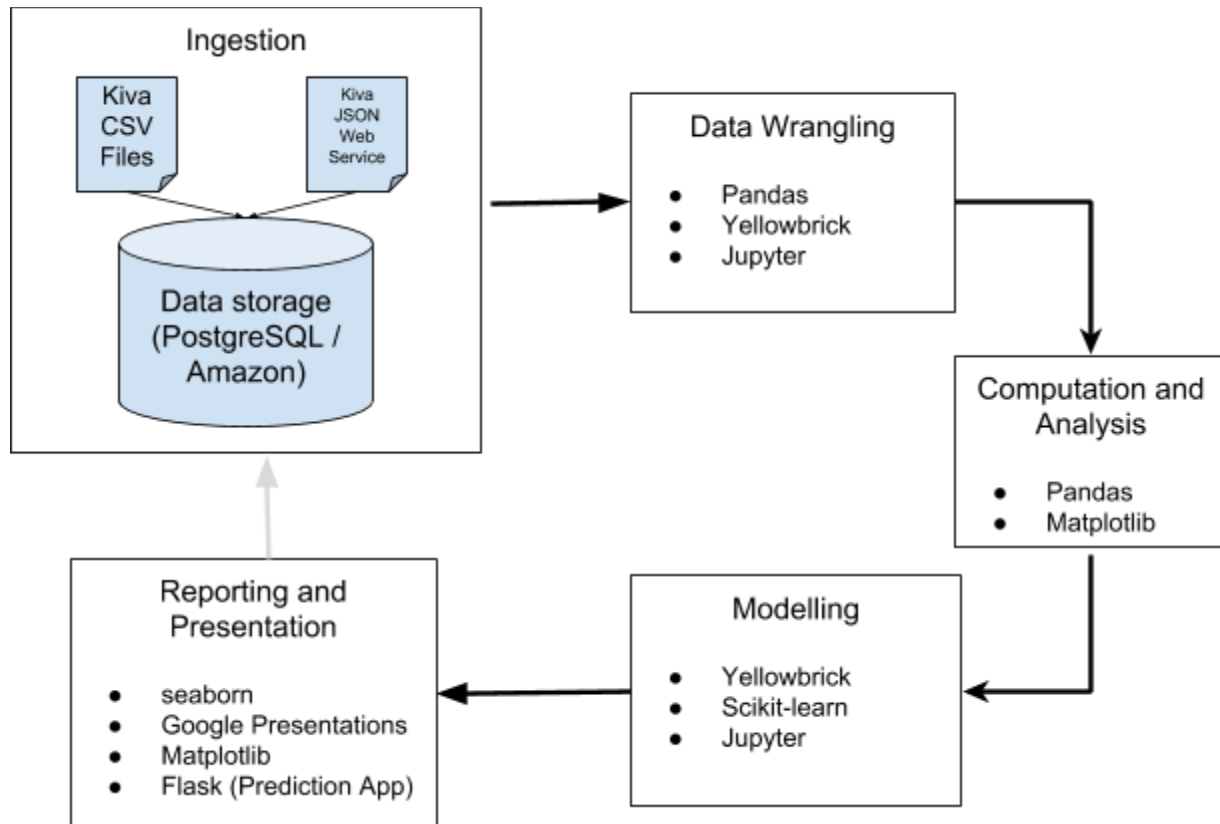 Ingestion
Kiva
CSV
Files
Kiva
JSON
Web
Service
Data storage
(PostgreSQL /
Amazon)
Data Wrangling
● Pandas
● Yellowbrick
● Jupyter
Computation and
Analysis
● Pandas
● Matplotlib
Modelling
● Yellowbrick
● Scikit-learn
● Jupyter
Reporting and
Presentation
● seaborn
● Google Presentations
● Matplotlib
● Flask (Prediction App)